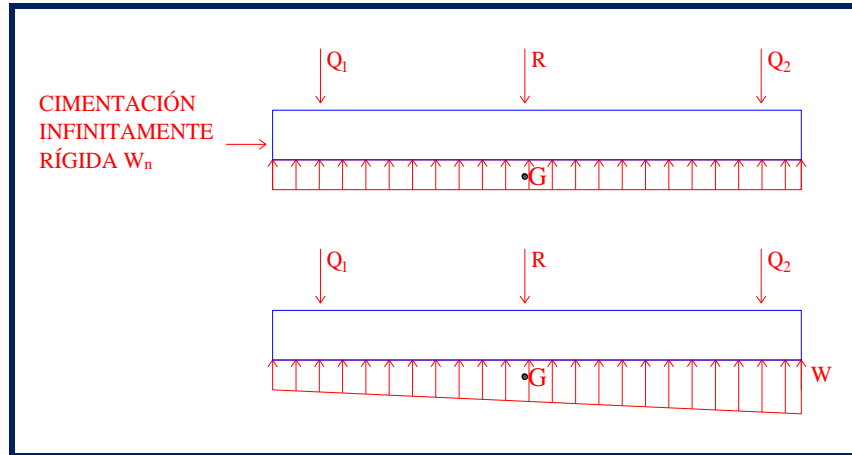 Q₁ R Q₂
CIMENTACIÓN
INFINITAMENTE
RÍGIDA Wₙ
G
Q₁ R Q₂
G
W